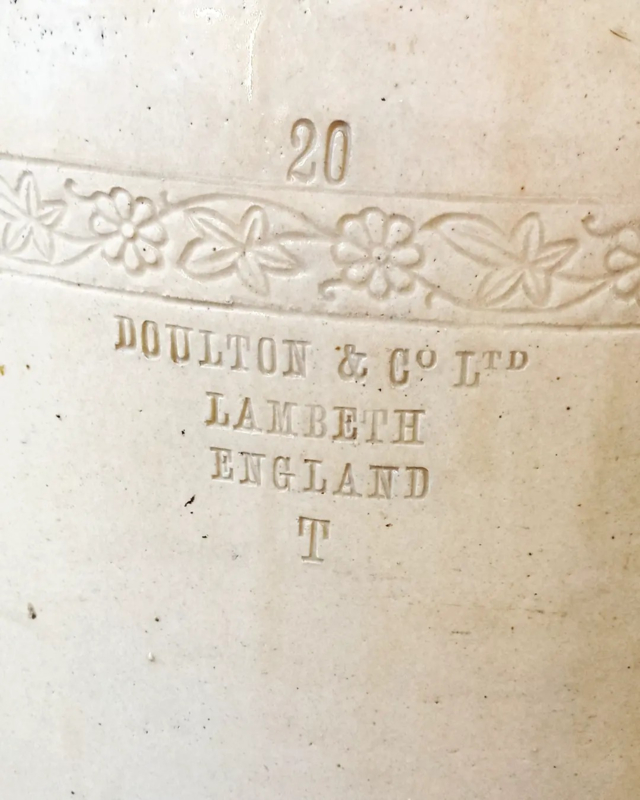 20
DOULTON & Cº LTD
LAMBETH
ENGLAND
T